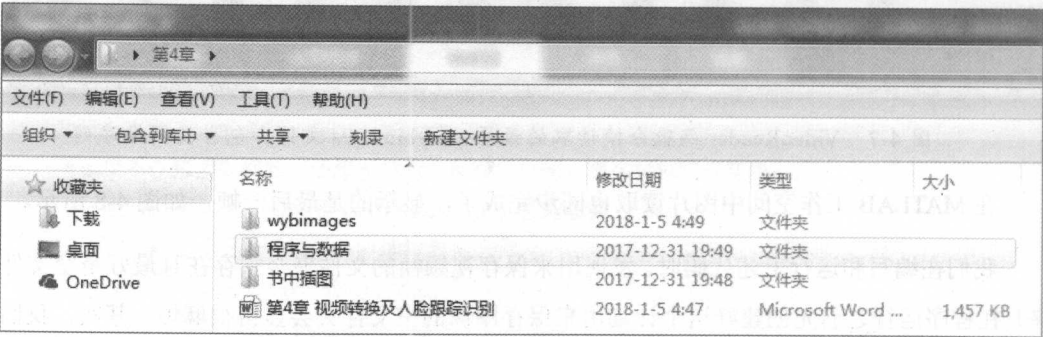 第4章
文件(F) 编辑(E) 查看(V) 工具(T) 帮助(H)
组织 包含到库中 共享 刻录 新建文件夹
收藏夹
下载
桌面
OneDrive
名称 修改日期 类型 大小
wybimages 2018-1-5 4:49 文件夹
程序与数据 2017-12-31 19:49 文件夹
书中插图 2017-12-31 19:48 文件夹
第4章 视频转换及人脸跟踪识别 2018-1-5 4:47 Microsoft Word ... 1,457 KB